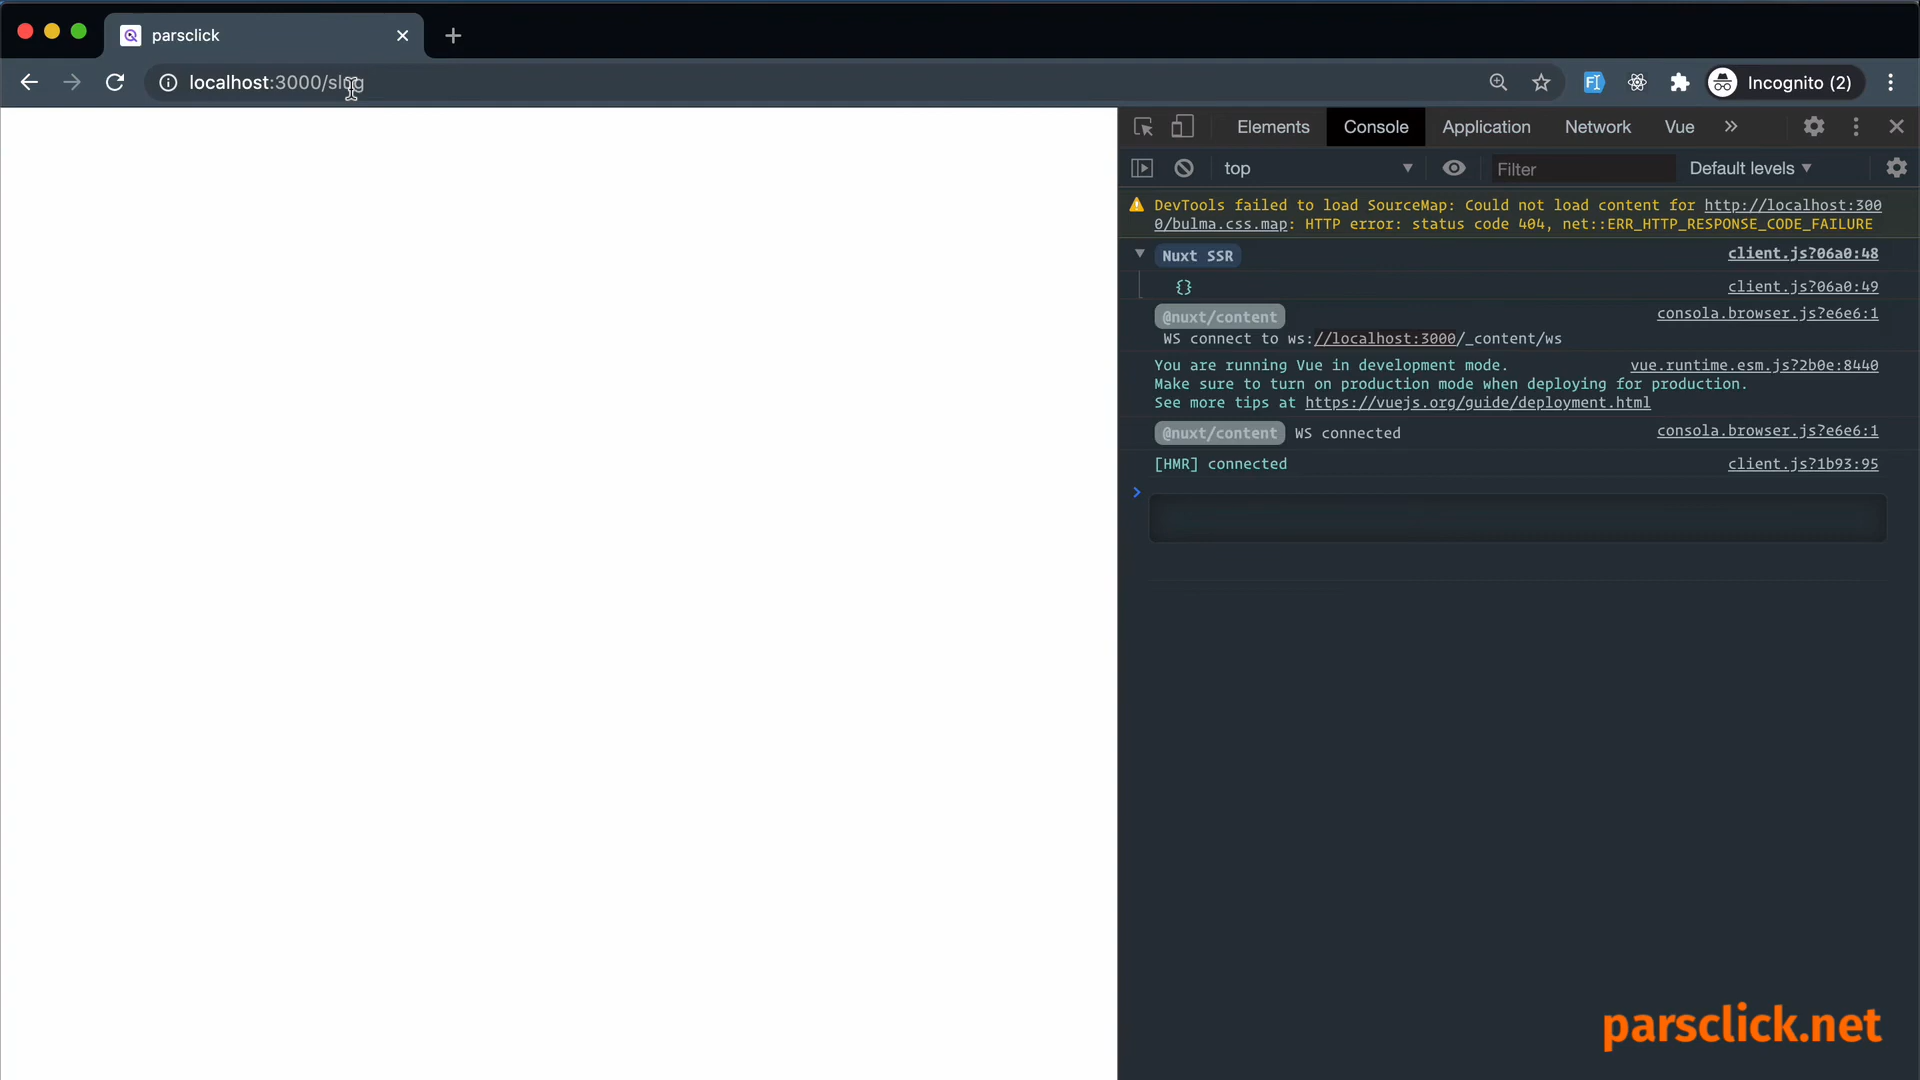 parsclick
localhost:3000/slug
Incognito (2)
Elements Console Application Network Vue
top Filter Default levels
DevTools failed to load SourceMap: Could not load content for http://localhost:300
0/bulma.css.map: HTTP error: status code 404, net::ERR_HTTP_RESPONSE_CODE_FAILURE
Nuxt SSR client.js?06a0:48
{} client.js?06a0:49
@nuxt/content consola.browser.js?e6e6:1
WS connect to ws://localhost:3000/_content/ws
You are running Vue in development mode. vue.runtime.esm.js?2b0e:8440
Make sure to turn on production mode when deploying for production.
See more tips at https://vuejs.org/guide/deployment.html
@nuxt/content WS connected consola.browser.js?e6e6:1
[HMR] connected client.js?1b93:95
parsclick.net